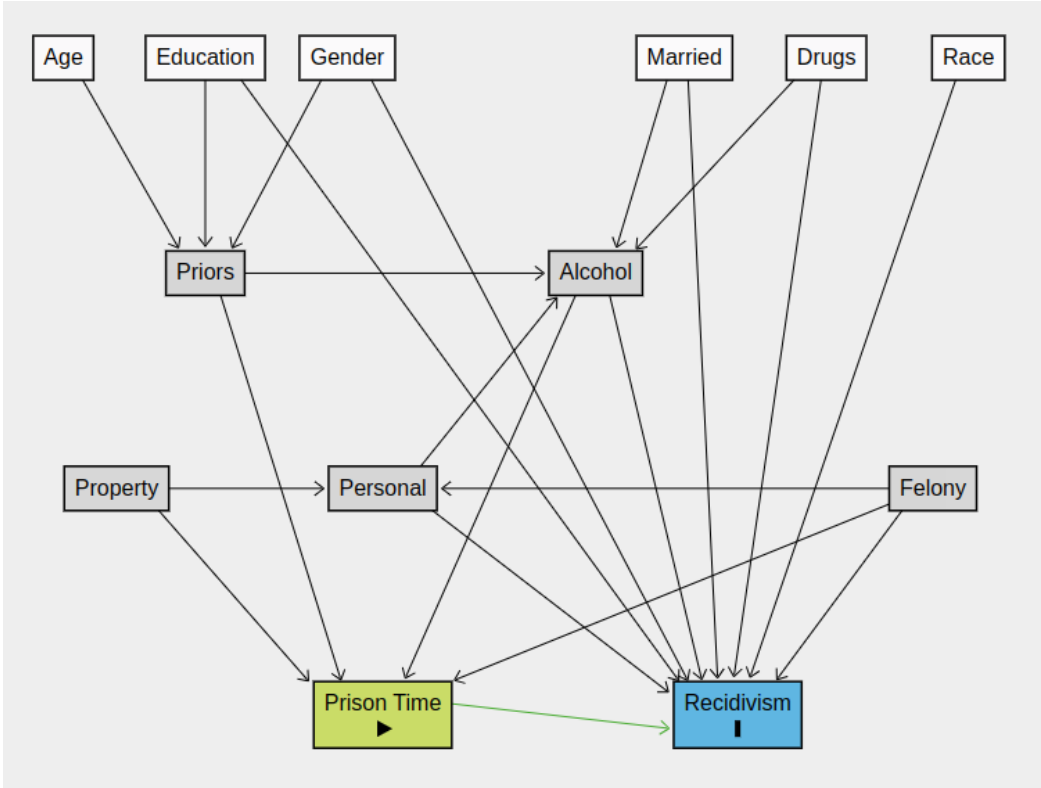 Age
Education
Gender
Married
Drugs
Race
Priors
Alcohol
Property
Personal
Felony
Prison Time
Recidivism